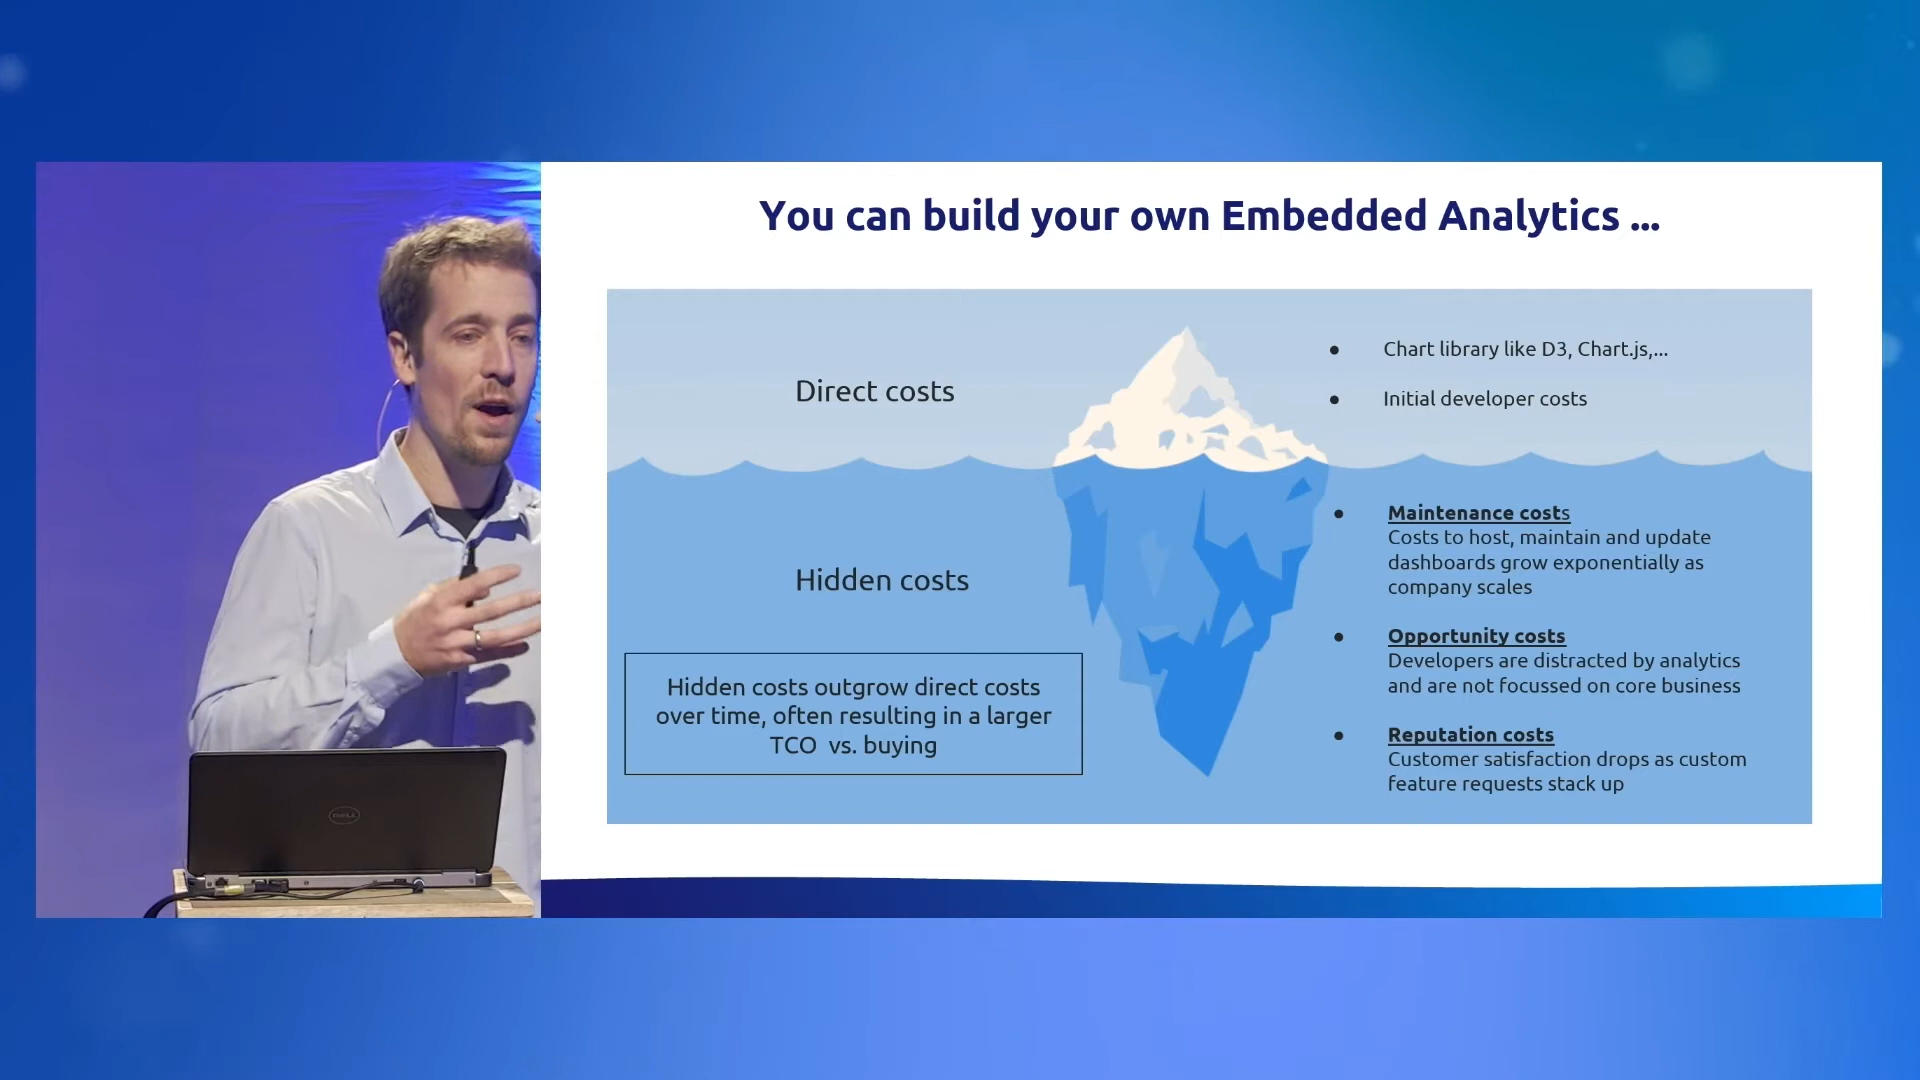 You can build your own Embedded Analytics ...
Direct costs
● Chart library like D3, Chart.js,...
● Initial developer costs
Hidden costs
Hidden costs outgrow direct costs
over time, often resulting in a larger
TCO vs. buying
● Maintenance costs
Costs to host, maintain and update
dashboards grow exponentially as
company scales
● Opportunity costs
Developers are distracted by analytics
and are not focussed on core business
● Reputation costs
Customer satisfaction drops as custom
feature requests stack up
DELL